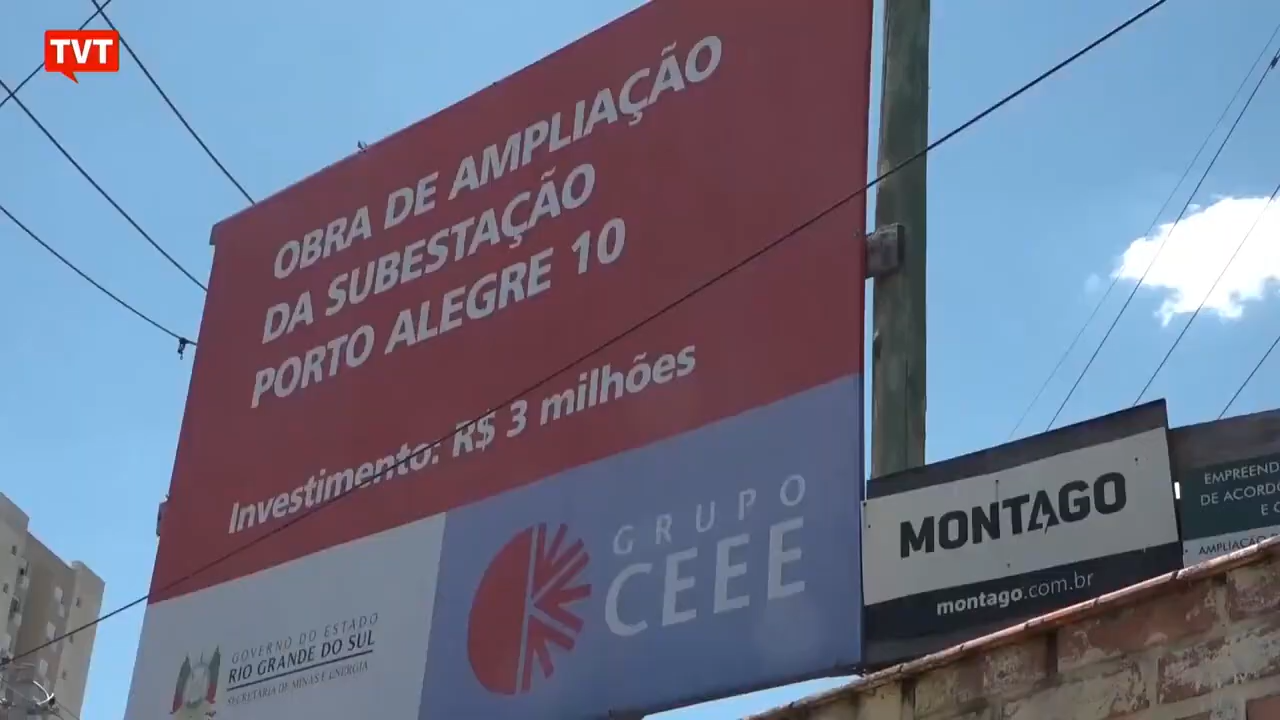 TVT
OBRA DE AMPLIAÇÃO
DA SUBESTAÇÃO
PORTO ALEGRE 10
Investimento: R$ 3 milhões
GOVERNO DO ESTADO
RIO GRANDE DO SUL
SECRETARIA DE MINAS E ENERGIA
GRUPO
CEEE
MONTAGO
montago.com.br
EMPREEND
DE ACORDO
E
AMPLIAÇÃO